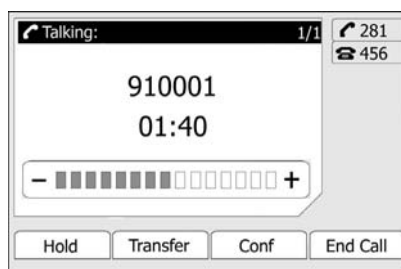 Talking: 1/1
281
456
910001
01:40
- +
Hold Transfer Conf End Call